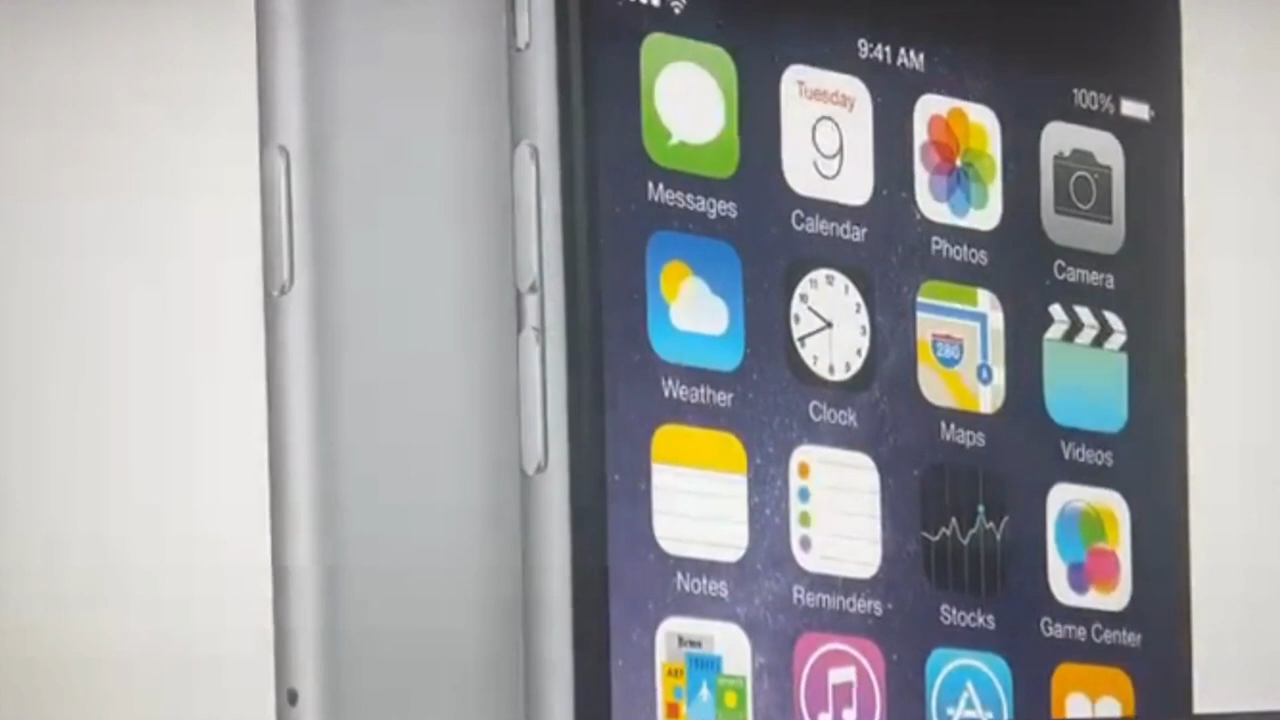 9:41 AM
100%
Tuesday
9
Messages
Calendar
Photos
Camera
280
Weather
Clock
Maps
Videos
Notes
Reminders
Stocks
Game Center